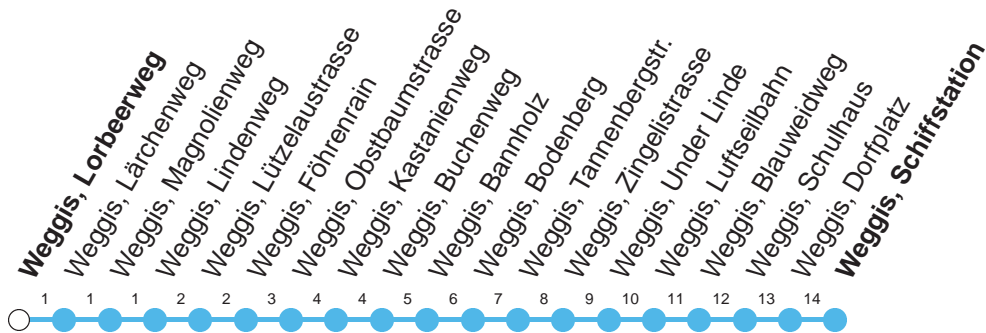 Weggis, Lorbeerweg
Weggis, Lärchenweg
Weggis, Magnolienweg
Weggis, Lindenweg
Weggis, Lützelaustrasse
Weggis, Föhrenrain
Weggis, Obstbaumstrasse
Weggis, Kastanienweg
Weggis, Buchenweg
Weggis, Bannholz
Weggis, Bodenberg
Weggis, Tannenbergstr.
Weggis, Zingelistrasse
Weggis, Under Linde
Weggis, Luftseilbahn
Weggis, Blauweidweg
Weggis, Schulhaus
Weggis, Dorfplatz
Weggis, Schiffstation
1 1 1 2 2 3 4 4 5 6 7 8 9 10 11 12 13 14